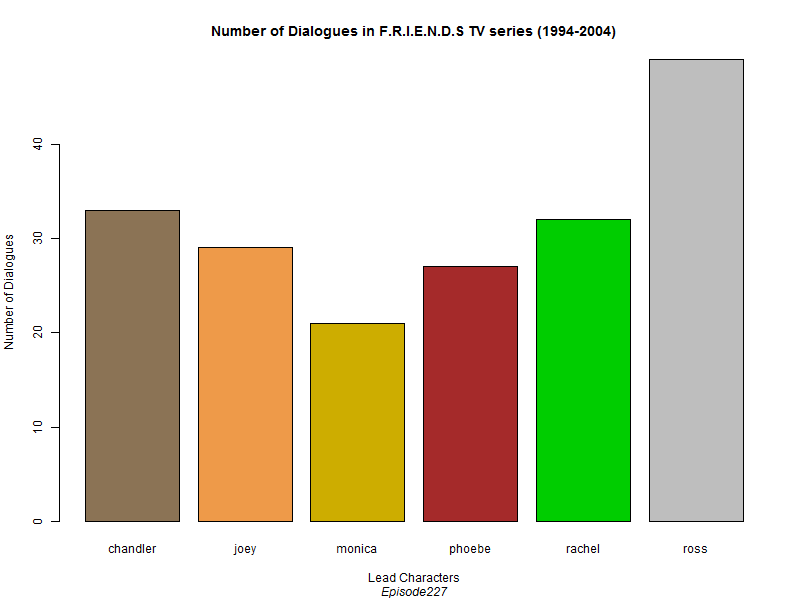 Number of Dialogues in F.R.I.E.N.D.S TV series (1994-2004)
Number of Dialogues
40
30
20
10
0
chandler joey monica phoebe rachel ross
Lead Characters
Episode227